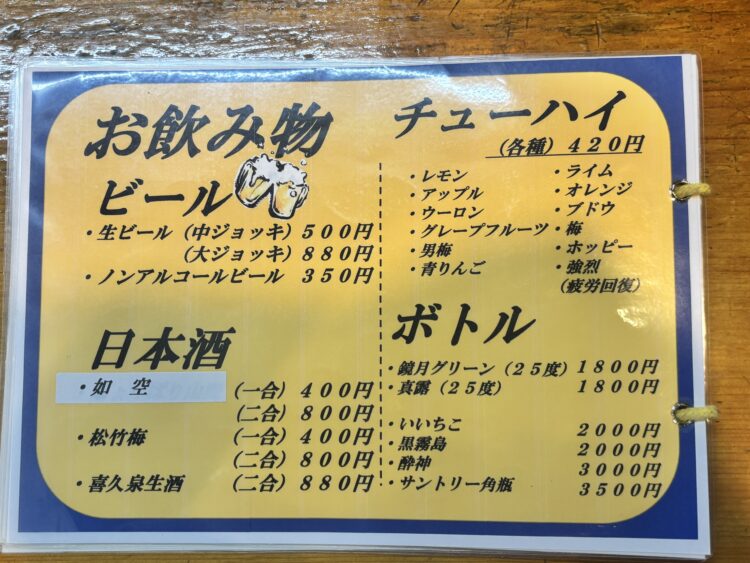 お飲み物
ビール
・生ビール（中ジョッキ）５００円
（大ジョッキ）８８０円
・ノンアルコールビール ３５０円
日本酒
・如 空 （一合）４００円
（二合）８００円
・松竹梅 （一合）４００円
（二合）８００円
・喜久泉生酒 （二合）８８０円
チューハイ
（各種）４２０円
・レモン
・アップル
・ウーロン
・グレープフルーツ
・男梅
・青りんご
・ライム
・オレンジ
・ブドウ
・梅
・ホッピー
・強烈
（疲労回復）
ボトル
・鏡月グリーン（２５度）１８００円
・真露（２５度） １８００円
・いいちこ ２０００円
・黒霧島 ２０００円
・酔神 ３０００円
・サントリー角瓶 ３５００円